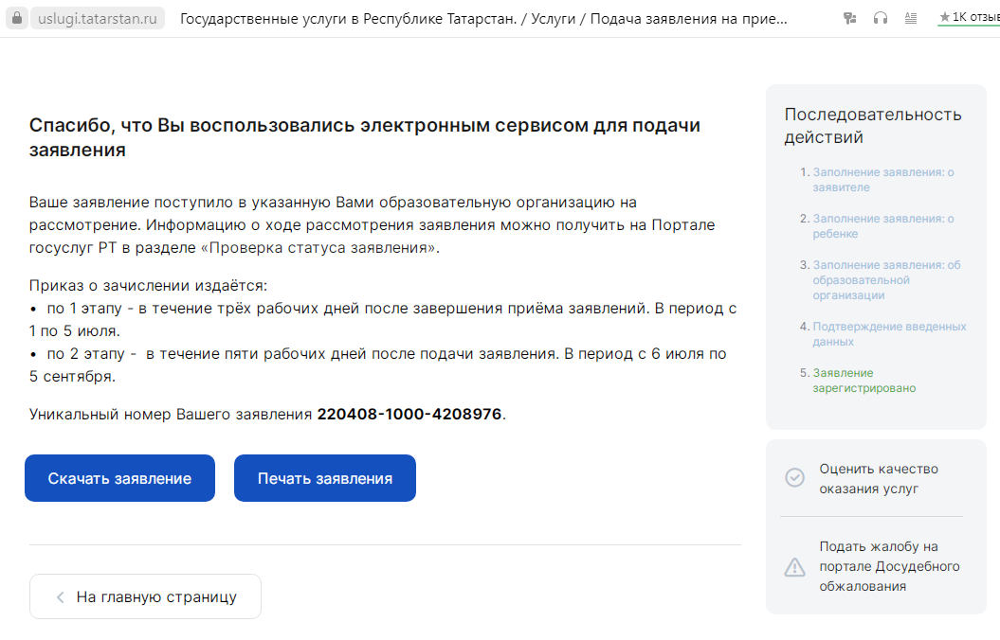 uslugi.tatarstan.ru Государственные услуги в Республике Татарстан. / Услуги / Подача заявления на прие... ★ 1К отзыв
Спасибо, что Вы воспользовались электронным сервисом для подачи
заявления
Ваше заявление поступило в указанную Вами образовательную организацию на
рассмотрение. Информацию о ходе рассмотрения заявления можно получить на Портале
госуслуг РТ в разделе «Проверка статуса заявления».
Приказ о зачислении издаётся:
• по 1 этапу - в течение трёх рабочих дней после завершения приёма заявлений. В период с
1 по 5 июля.
• по 2 этапу - в течение пяти рабочих дней после подачи заявления. В период с 6 июля по
5 сентября.
Уникальный номер Вашего заявления 220408-1000-4208976.
Скачать заявление
Печать заявления
На главную страницу
Последовательность
действий
1. Заполнение заявления: о
заявителе
2. Заполнение заявления: о
ребенке
3. Заполнение заявления: об
образовательной
организации
4. Подтверждение введенных
данных
5. Заявление
зарегистрировано
Оценить качество
оказания услуг
Подать жалобу на
портале Досудебного
обжалования